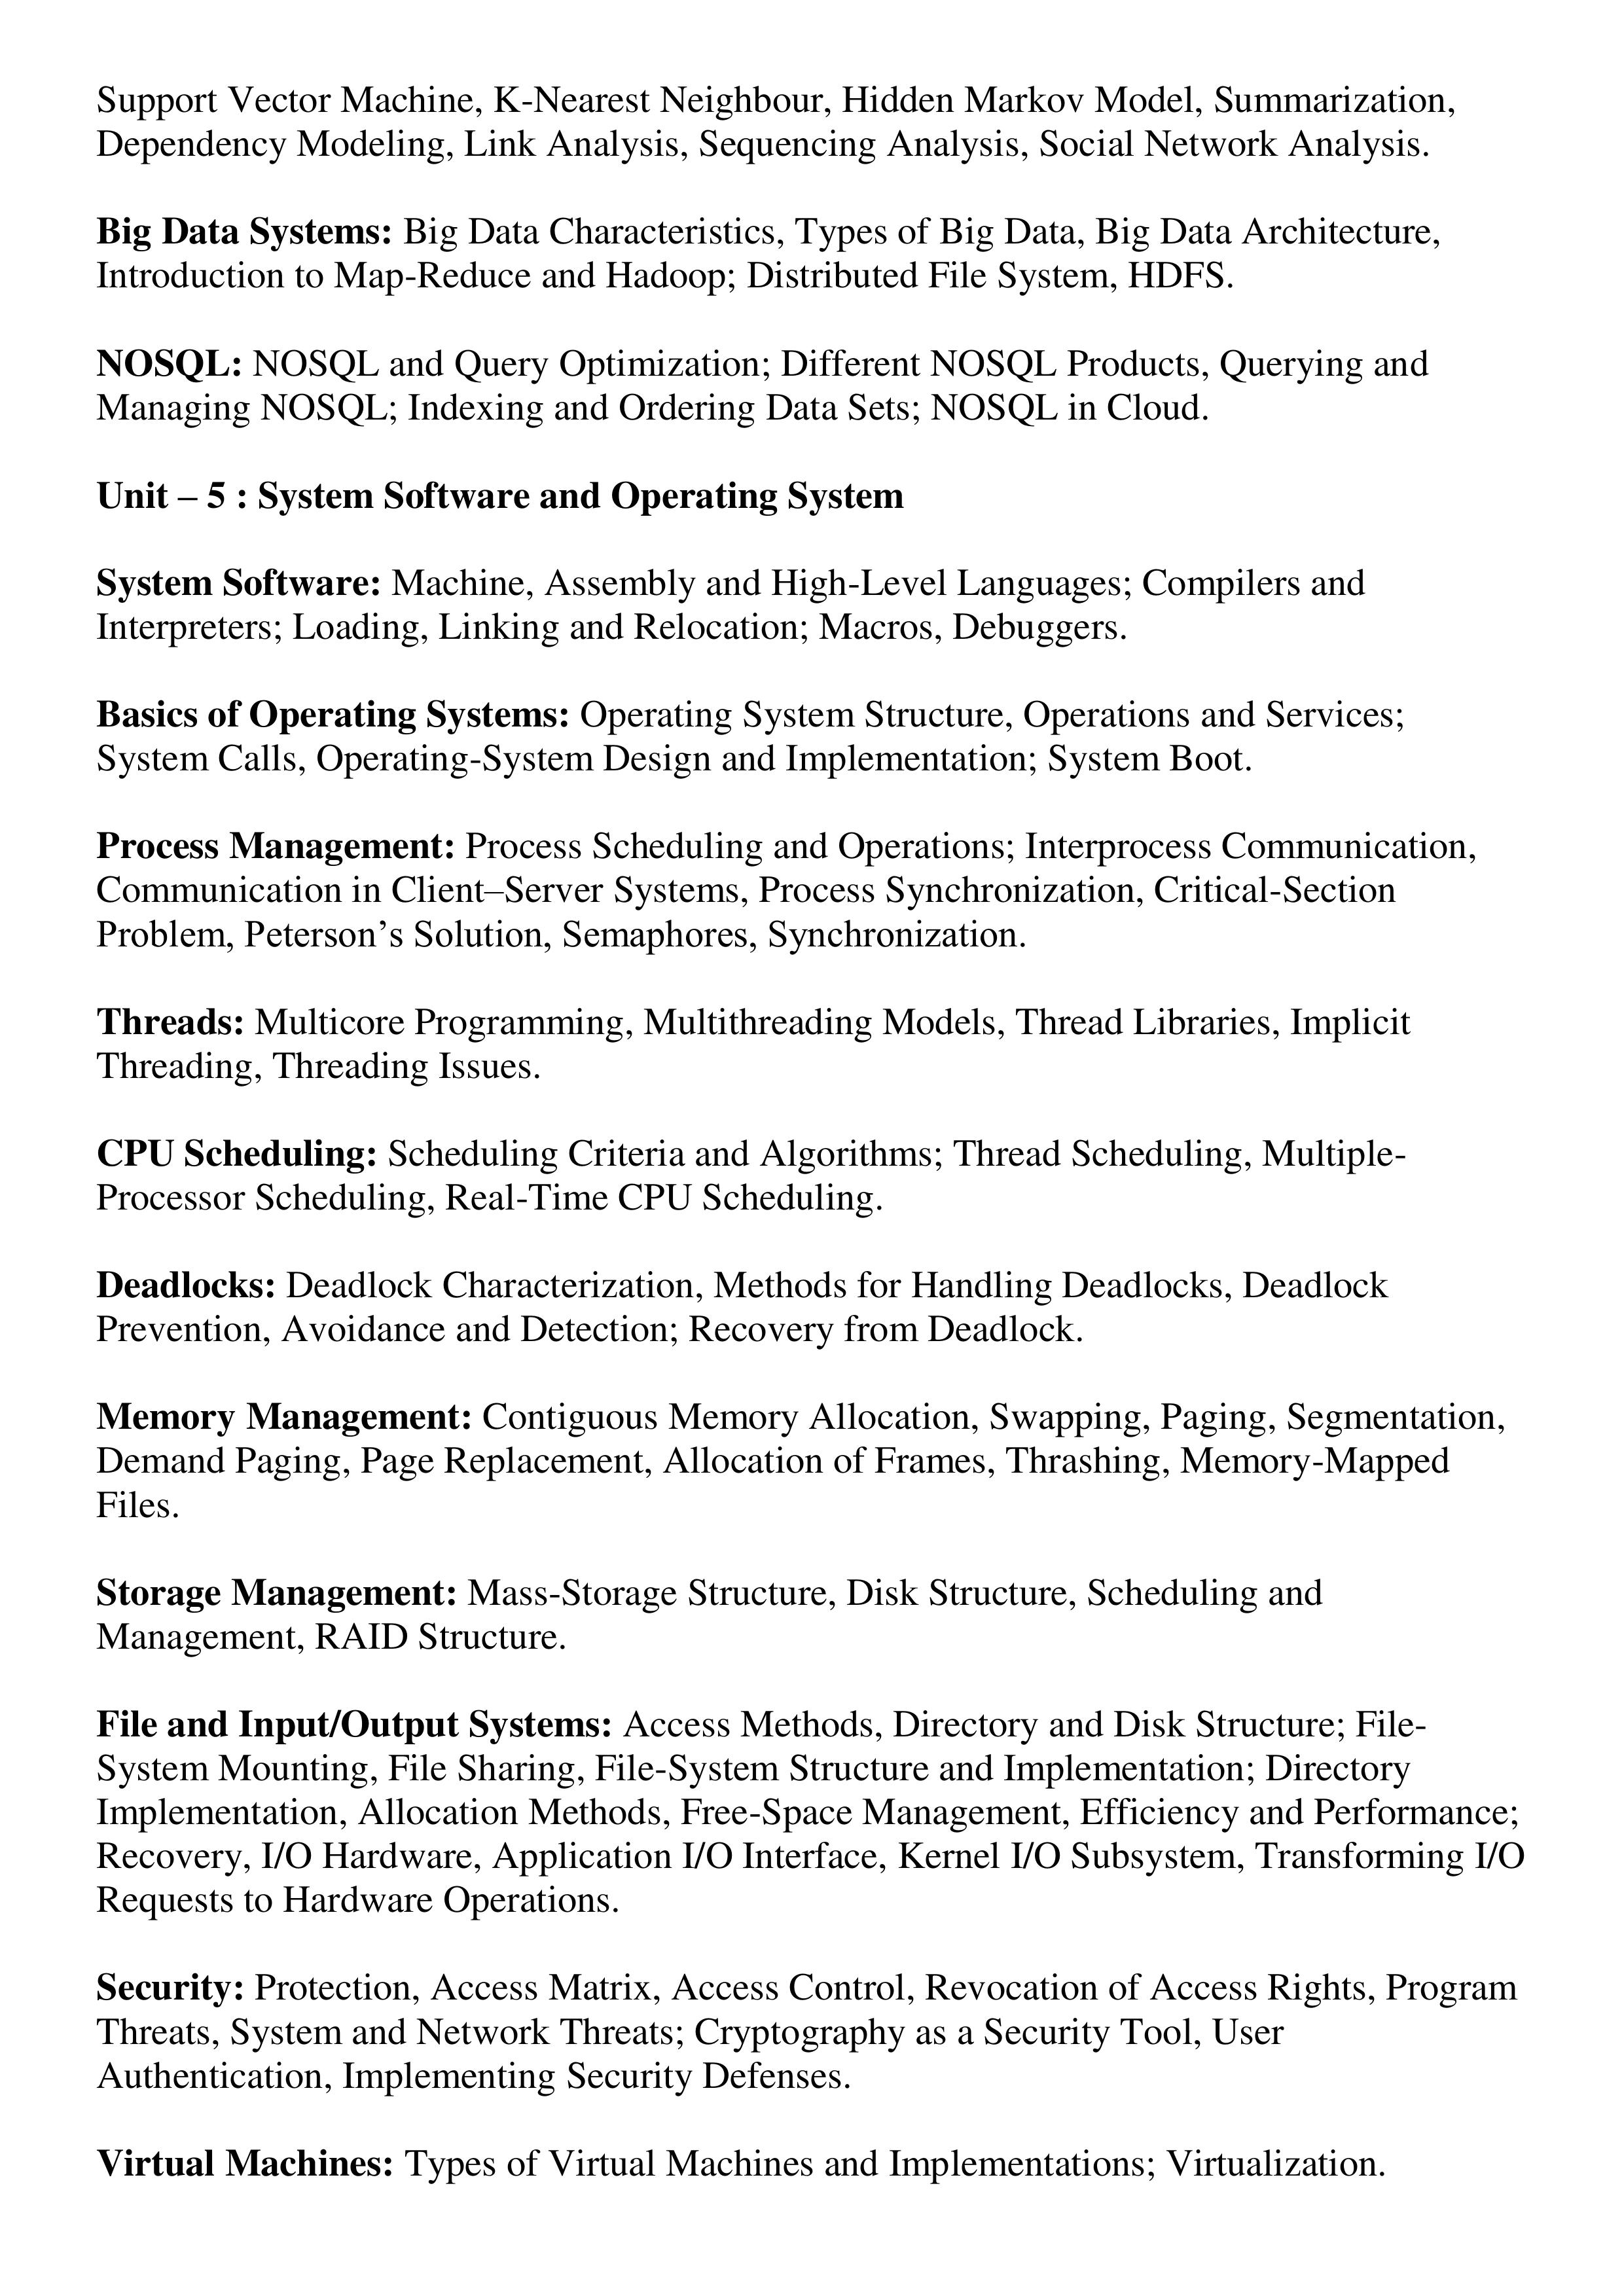 Support Vector Machine, K-Nearest Neighbour, Hidden Markov Model, Summarization,
Dependency Modeling, Link Analysis, Sequencing Analysis, Social Network Analysis.
Big Data Systems: Big Data Characteristics, Types of Big Data, Big Data Architecture,
Introduction to Map-Reduce and Hadoop; Distributed File System, HDFS.
NOSQL: NOSQL and Query Optimization; Different NOSQL Products, Querying and
Managing NOSQL; Indexing and Ordering Data Sets; NOSQL in Cloud.
Unit – 5 : System Software and Operating System
System Software: Machine, Assembly and High-Level Languages; Compilers and
Interpreters; Loading, Linking and Relocation; Macros, Debuggers.
Basics of Operating Systems: Operating System Structure, Operations and Services;
System Calls, Operating-System Design and Implementation; System Boot.
Process Management: Process Scheduling and Operations; Interprocess Communication,
Communication in Client–Server Systems, Process Synchronization, Critical-Section
Problem, Peterson’s Solution, Semaphores, Synchronization.
Threads: Multicore Programming, Multithreading Models, Thread Libraries, Implicit
Threading, Threading Issues.
CPU Scheduling: Scheduling Criteria and Algorithms; Thread Scheduling, Multiple-
Processor Scheduling, Real-Time CPU Scheduling.
Deadlocks: Deadlock Characterization, Methods for Handling Deadlocks, Deadlock
Prevention, Avoidance and Detection; Recovery from Deadlock.
Memory Management: Contiguous Memory Allocation, Swapping, Paging, Segmentation,
Demand Paging, Page Replacement, Allocation of Frames, Thrashing, Memory-Mapped
Files.
Storage Management: Mass-Storage Structure, Disk Structure, Scheduling and
Management, RAID Structure.
File and Input/Output Systems: Access Methods, Directory and Disk Structure; File-
System Mounting, File Sharing, File-System Structure and Implementation; Directory
Implementation, Allocation Methods, Free-Space Management, Efficiency and Performance;
Recovery, I/O Hardware, Application I/O Interface, Kernel I/O Subsystem, Transforming I/O
Requests to Hardware Operations.
Security: Protection, Access Matrix, Access Control, Revocation of Access Rights, Program
Threats, System and Network Threats; Cryptography as a Security Tool, User
Authentication, Implementing Security Defenses.
Virtual Machines: Types of Virtual Machines and Implementations; Virtualization.